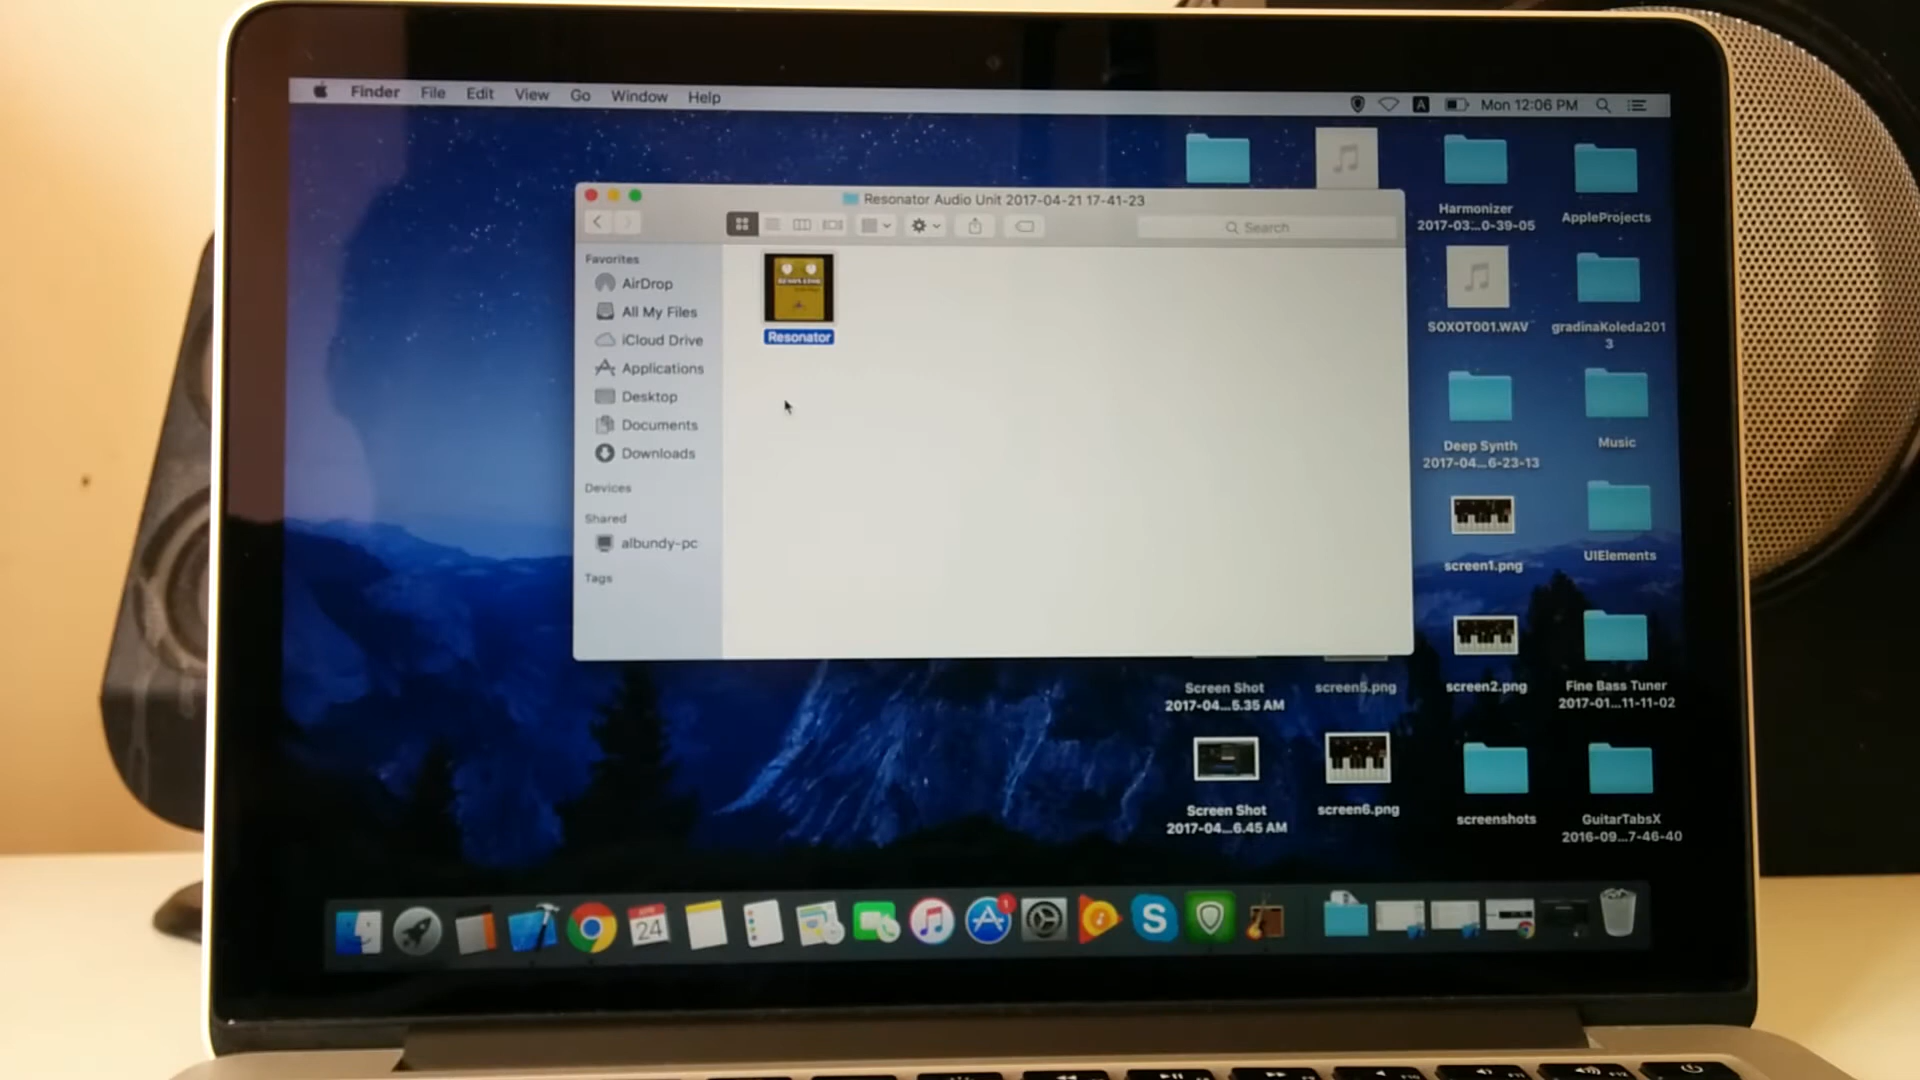 Finder File Edit View Go Window Help
A Mon 12:06 PM
Resonator Audio Unit 2017-04-21 17-41-23
Search
Favorites
AirDrop
All My Files
iCloud Drive
Applications
Desktop
Documents
Downloads
Devices
Shared
albundy-pc
Tags
Resonator
Harmonizer
2017-03...0-39-05
AppleProjects
SOXOT001.WAV
gradinaKoleda201
3
Deep Synth
2017-04...6-23-13
Music
screen1.png
UIElements
Screen Shot
2017-04...5.35 AM
screen5.png
screen2.png
Fine Bass Tuner
2017-01...11-11-02
Screen Shot
2017-04...6.45 AM
screen6.png
screenshots
GuitarTabsX
2016-09...7-46-40
24
1
S